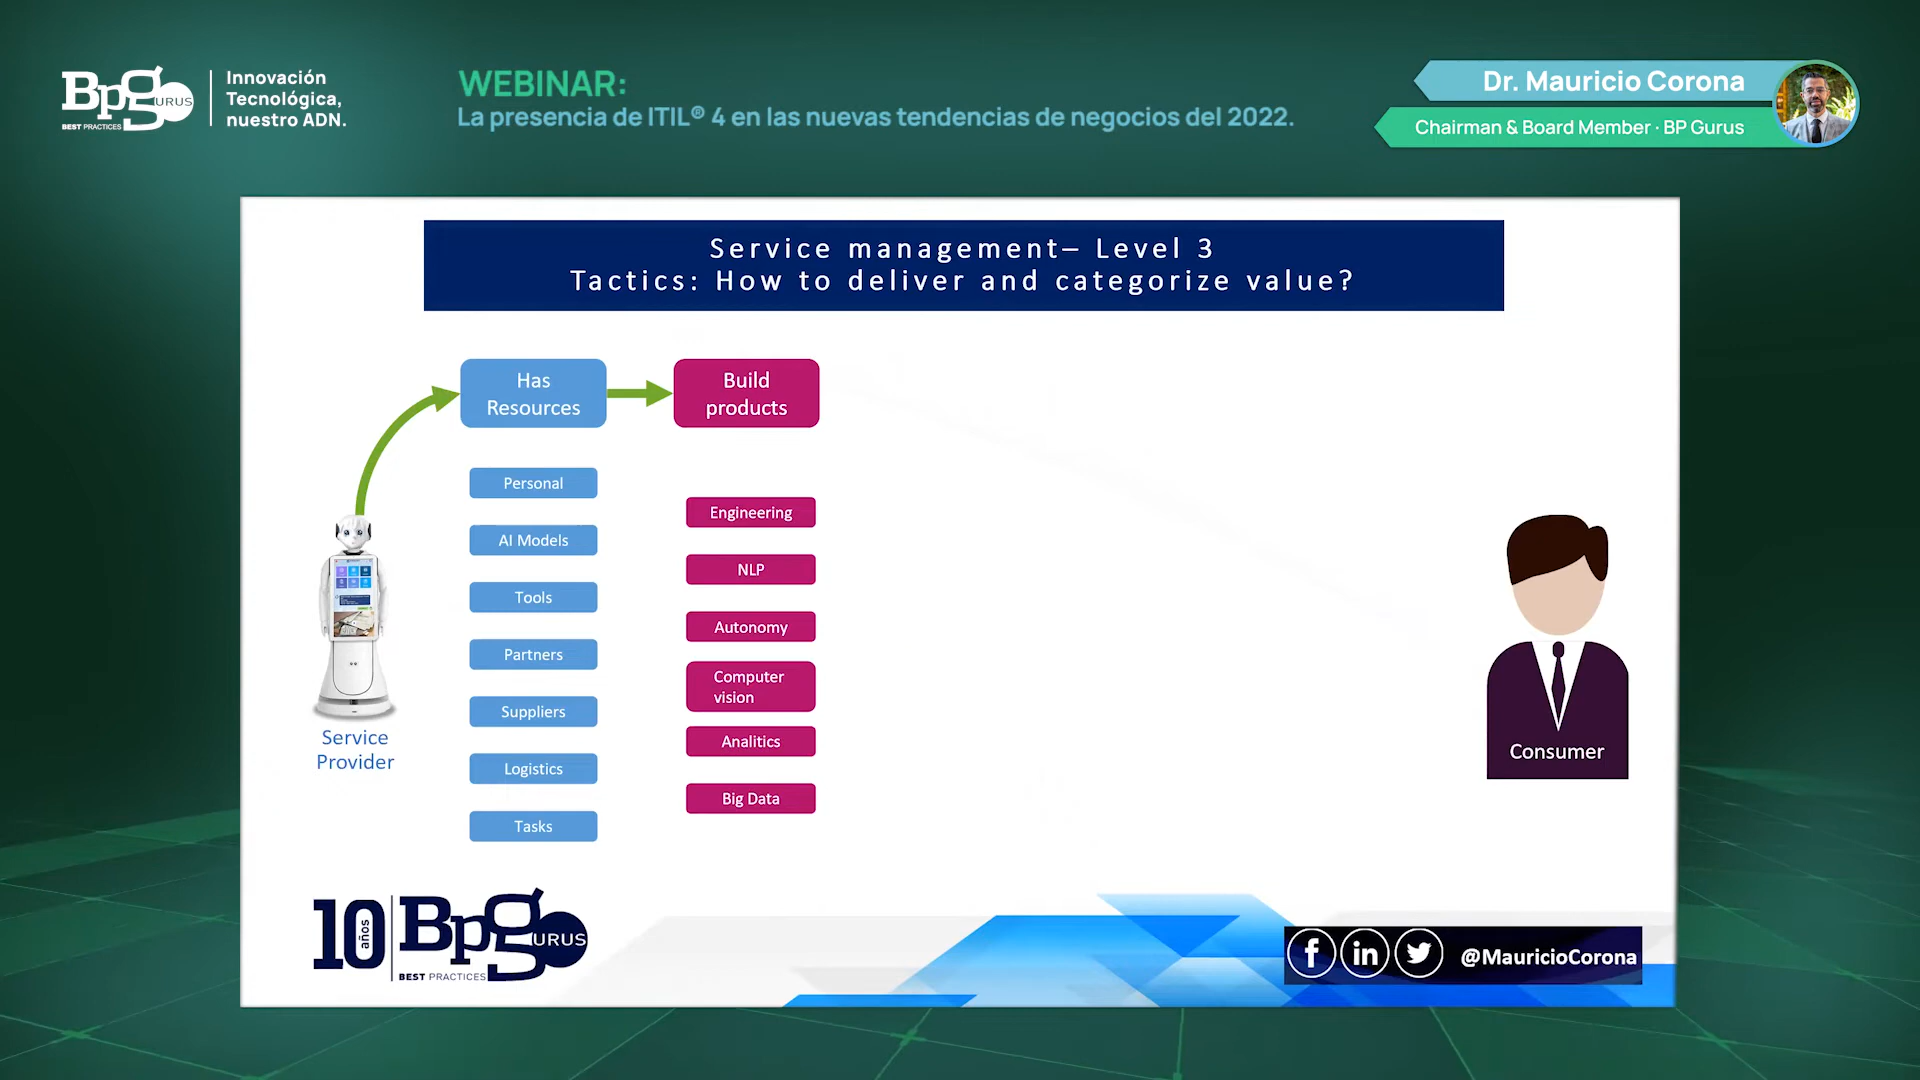 Bpg URUS
BEST PRACTICES
Innovación
Tecnológica,
nuestro ADN.
WEBINAR:
La presencia de ITIL® 4 en las nuevas tendencias de negocios del 2022.
Dr. Mauricio Corona
Chairman & Board Member · BP Gurus
Service management– Level 3
Tactics: How to deliver and categorize value?
Has
Resources
Build
products
Personal
AI Models
Tools
Partners
Suppliers
Logistics
Tasks
Engineering
NLP
Autonomy
Computer
vision
Analitics
Big Data
Service
Provider
Consumer
10 años
Bpg URUS
BEST PRACTICES
@MauricioCorona